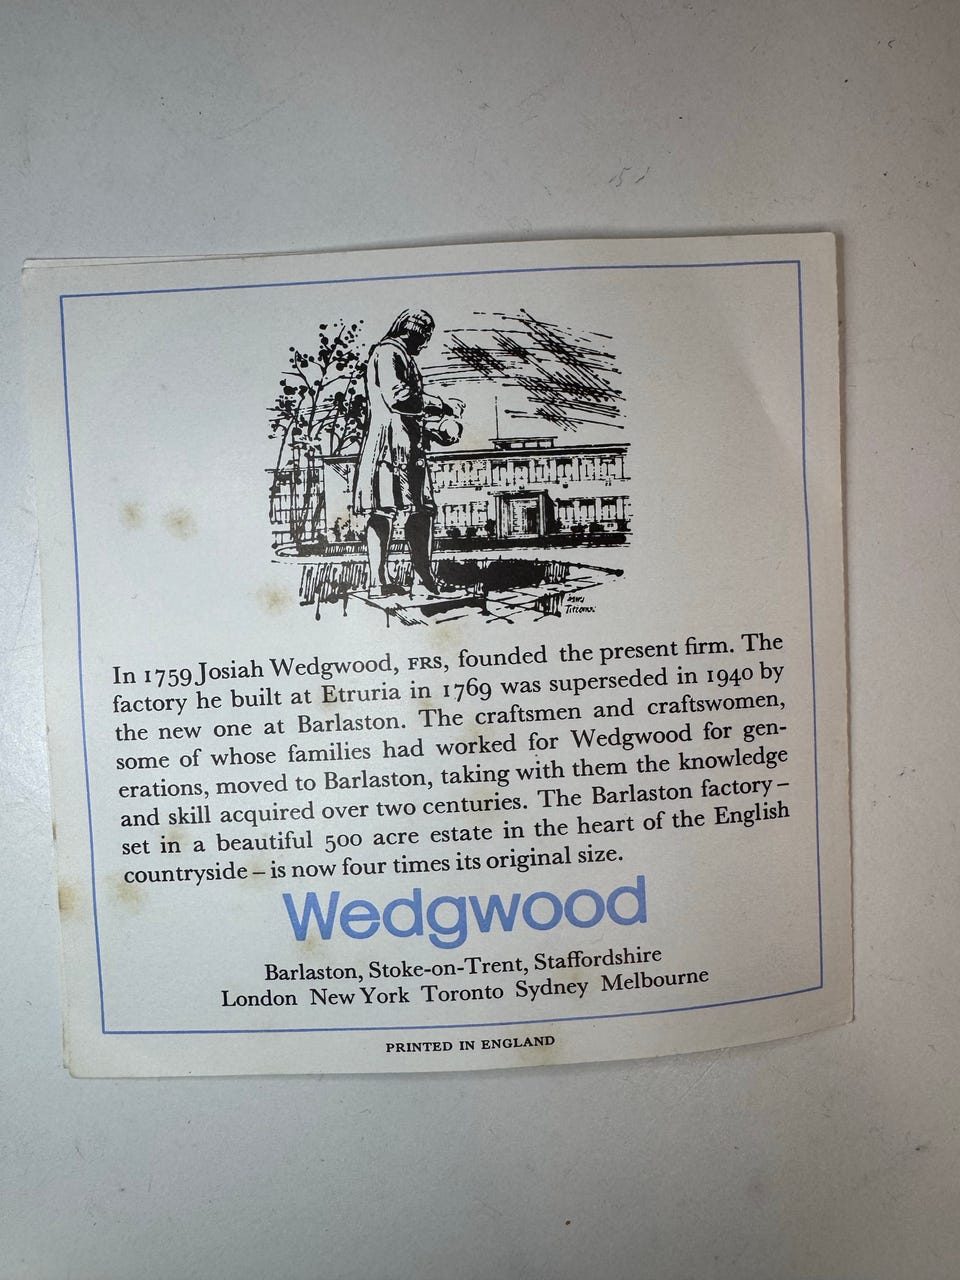 In 1759 Josiah Wedgwood, FRS, founded the present firm. The
factory he built at Etruria in 1769 was superseded in 1940 by
the new one at Barlaston. The craftsmen and craftswomen,
some of whose families had worked for Wedgwood for gen-
erations, moved to Barlaston, taking with them the knowledge
and skill acquired over two centuries. The Barlaston factory –
set in a beautiful 500 acre estate in the heart of the English
countryside – is now four times its original size.
Wedgwood
Barlaston, Stoke-on-Trent, Staffordshire
London New York Toronto Sydney Melbourne
PRINTED IN ENGLAND